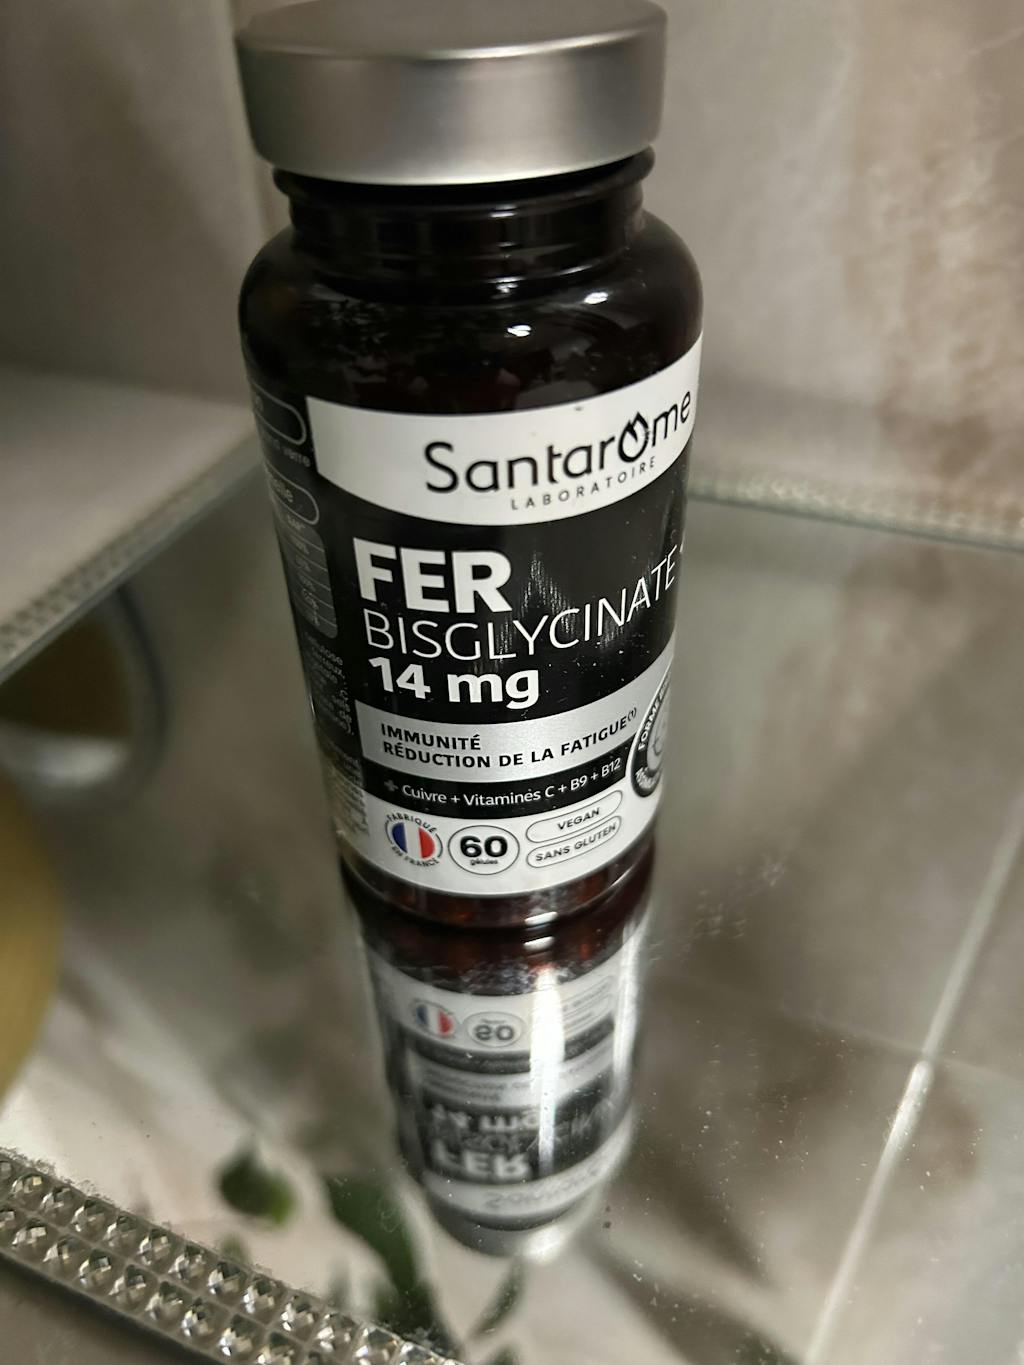 Santarome
LABORATOIRE
FER
BISGLYCINATE
14 mg
IMMUNITÉ
RÉDUCTION DE LA FATIGUE(1)
+ Cuivre + Vitamines C + B9 + B12
FABRIQUÉ
EN FRANCE
60
gélules
VEGAN
SANS GLUTEN